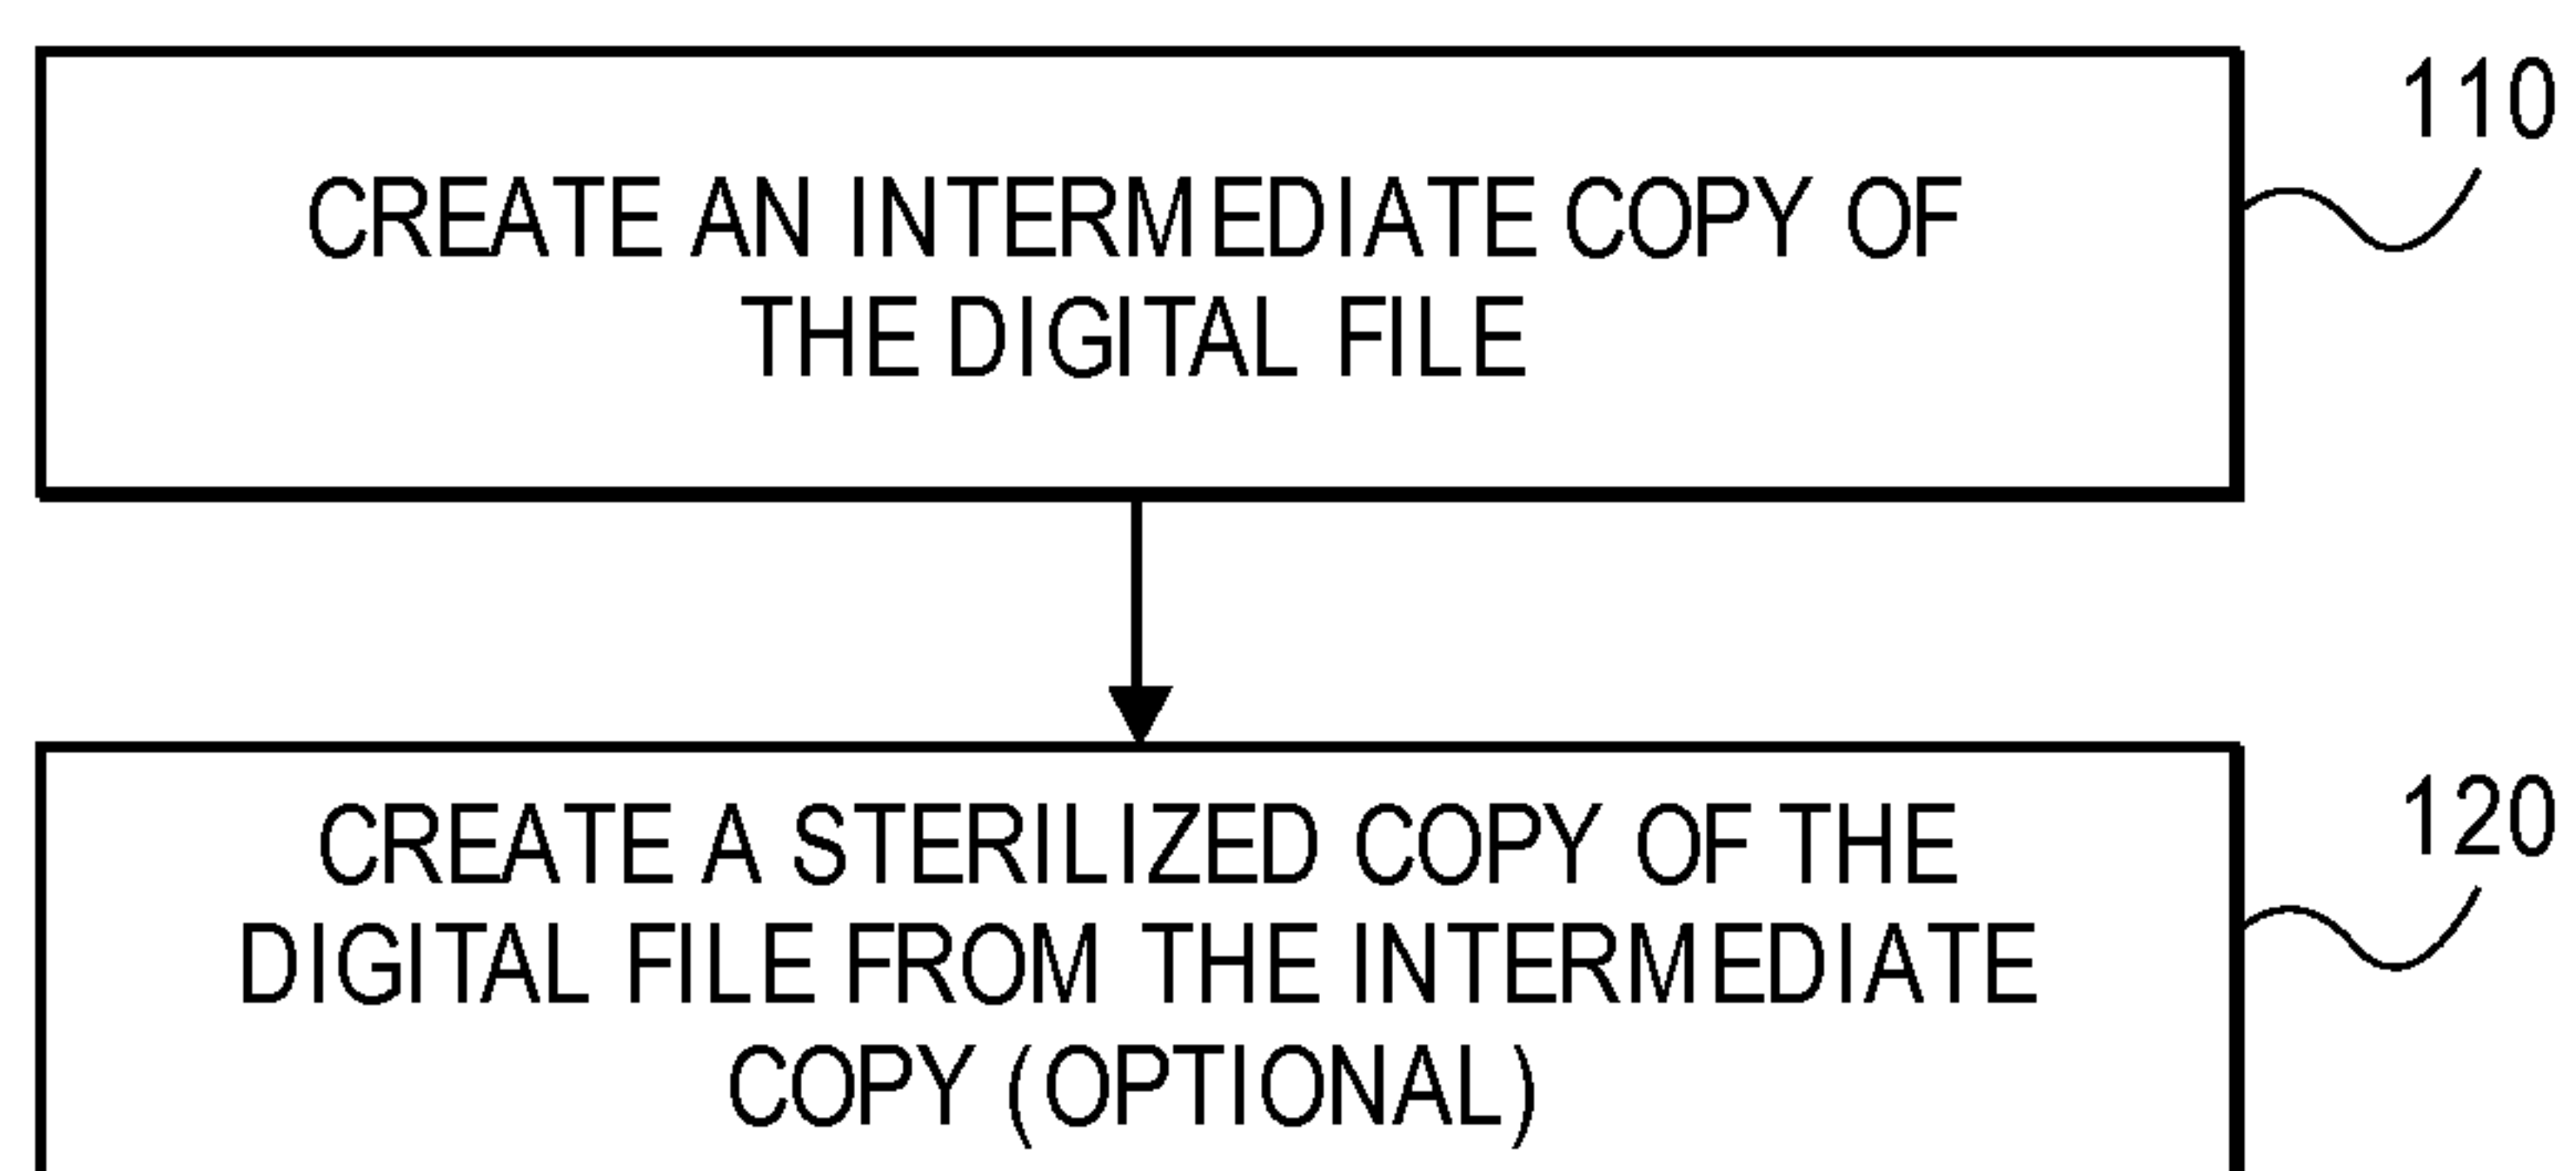 110
CREATE AN INTERMEDIATE COPY OF
THE DIGITAL FILE
120
CREATE A STERILIZED COPY OF THE
DIGITAL FILE FROM THE INTERMEDIATE
COPY (OPTIONAL)